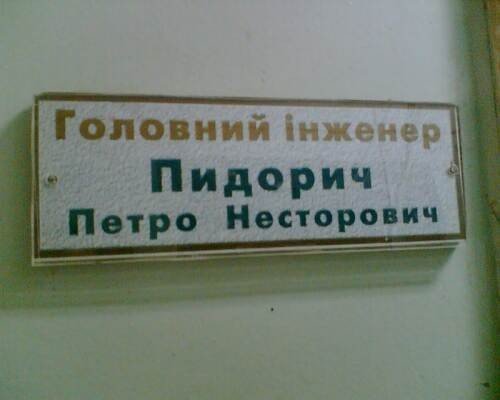 Головний інженер
Пидорич
Петро Несторович